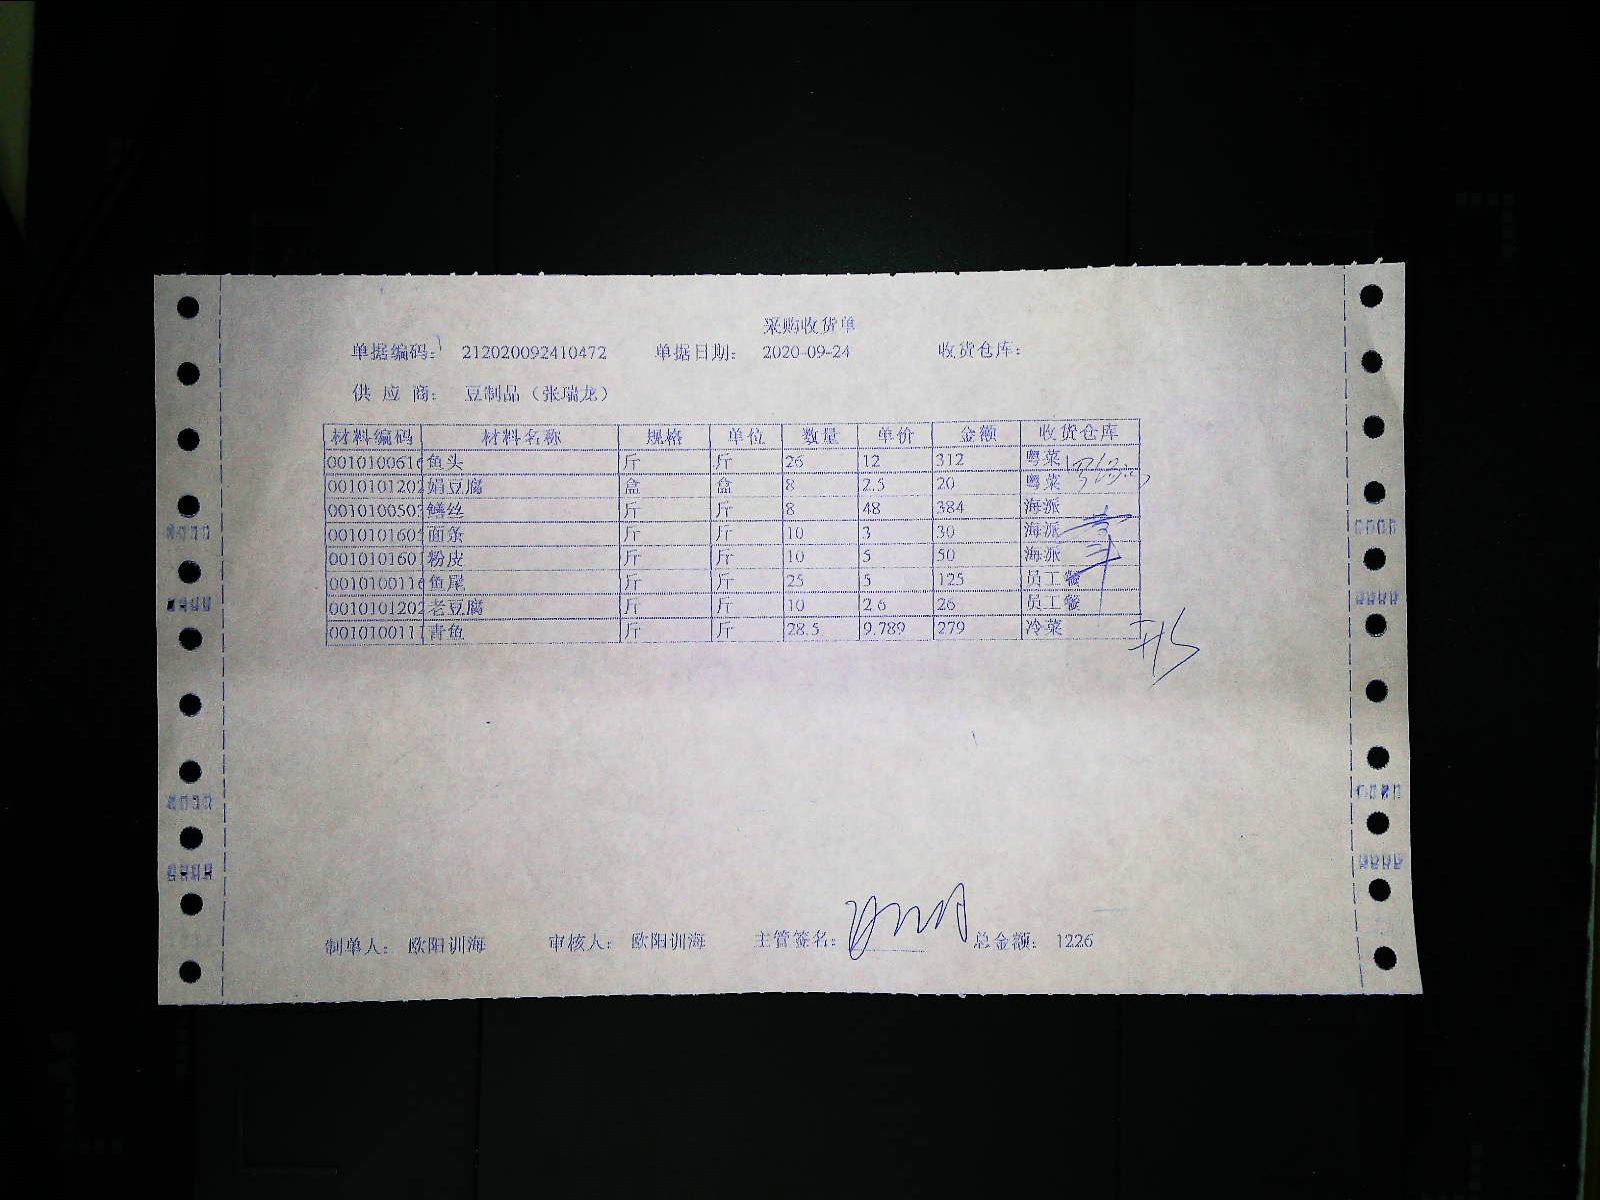 采购收货单
单据编码: 212020092410472 单据日期: 2020-09-24 收货仓库:
供 应 商: 豆制品（张瑞龙）
材料编码 材料名称 规格 单位 数量 单价 金额 收货仓库
001010061 鱼头 斤 斤 26 12 312 粤菜
0010101202 娟豆腐 盒 盒 8 2.5 20 粤菜
001010050 鳝丝 斤 斤 8 48 384 海派
001010160 面条 斤 斤 10 3 30 海派
001010160 粉皮 斤 斤 10 5 50 海派
001010011 鱼尾 斤 斤 25 5 125 员工餐
0010101202 老豆腐 斤 斤 10 2.6 26 员工餐
001010011 青鱼 斤 斤 28.5 9.789 279 冷菜
制单人: 欧阳训海 审核人: 欧阳训海 主管签名: 总金额: 1226